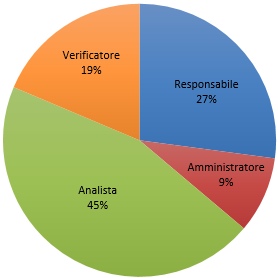 Verificatore
19%
Responsabile
27%
Amministratore
9%
Analista
45%